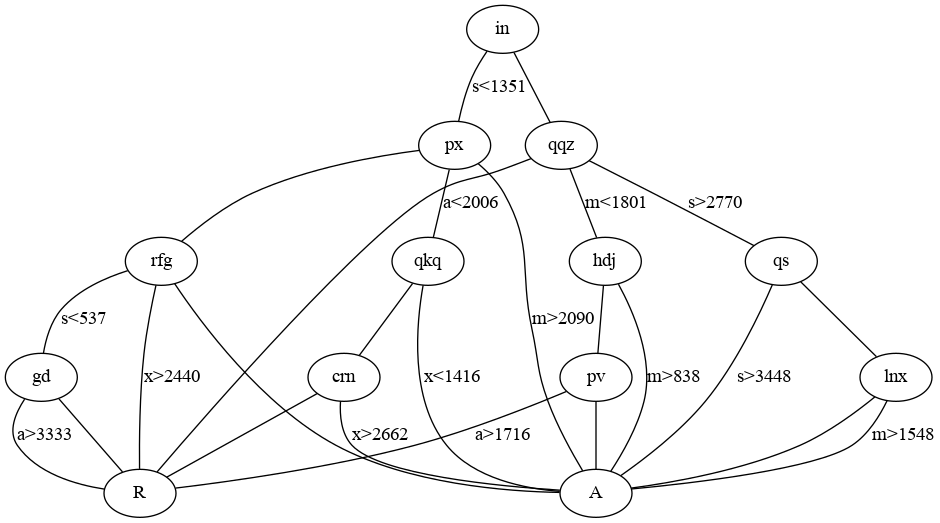 in
s<1351
px
qqz
a<2006
m<1801
s>2770
rfg
qkq
hdj
qs
s<537
m>2090
gd
x>2440
crn
x<1416
pv
m>838
s>3448
lnx
a>3333
x>2662
a>1716
m>1548
R
A